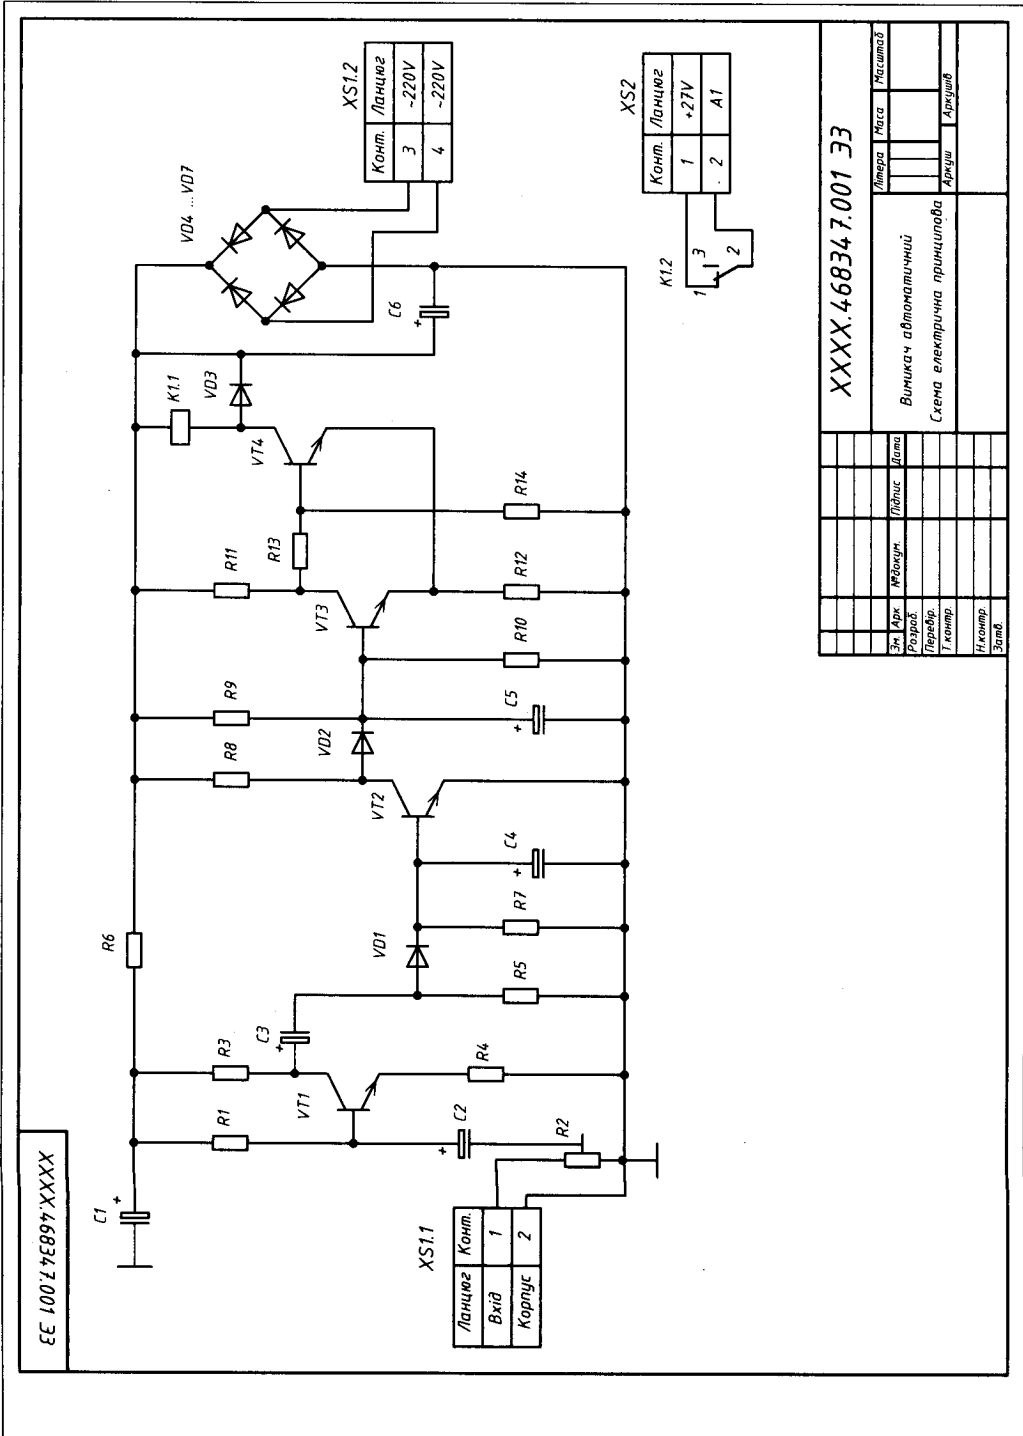 XXXX.468347.001 ЭЗ
C1
+
R1
R3
R6
R8
R9
R11
K1.1
VD3
VD4 ... VD7
VT1
C3
+
VD1
VT2
VD2
VT3
R13
VT4
C6
+
C2
+
R2
R4
R5
R7
C4
+
C5
+
R10
R12
R14
XS1.1
Ланцюг Конт.
Вхід 1
Корпус 2
XS1.2
Конт. Ланцюг
3 ~220V
4 ~220V
XS2
Конт. Ланцюг
1 +27V
2 A1
K1.2
1
3
2
XXXX.468347.001 ЭЗ
Вимикач автоматичний
Схема електрична принципова
Літера Маса Масштаб
Аркуш Аркушів
Зм. Арк №докум. Підпис Дата
Розроб.
Перевір.
Т.контр.
Н.контр.
Затв.